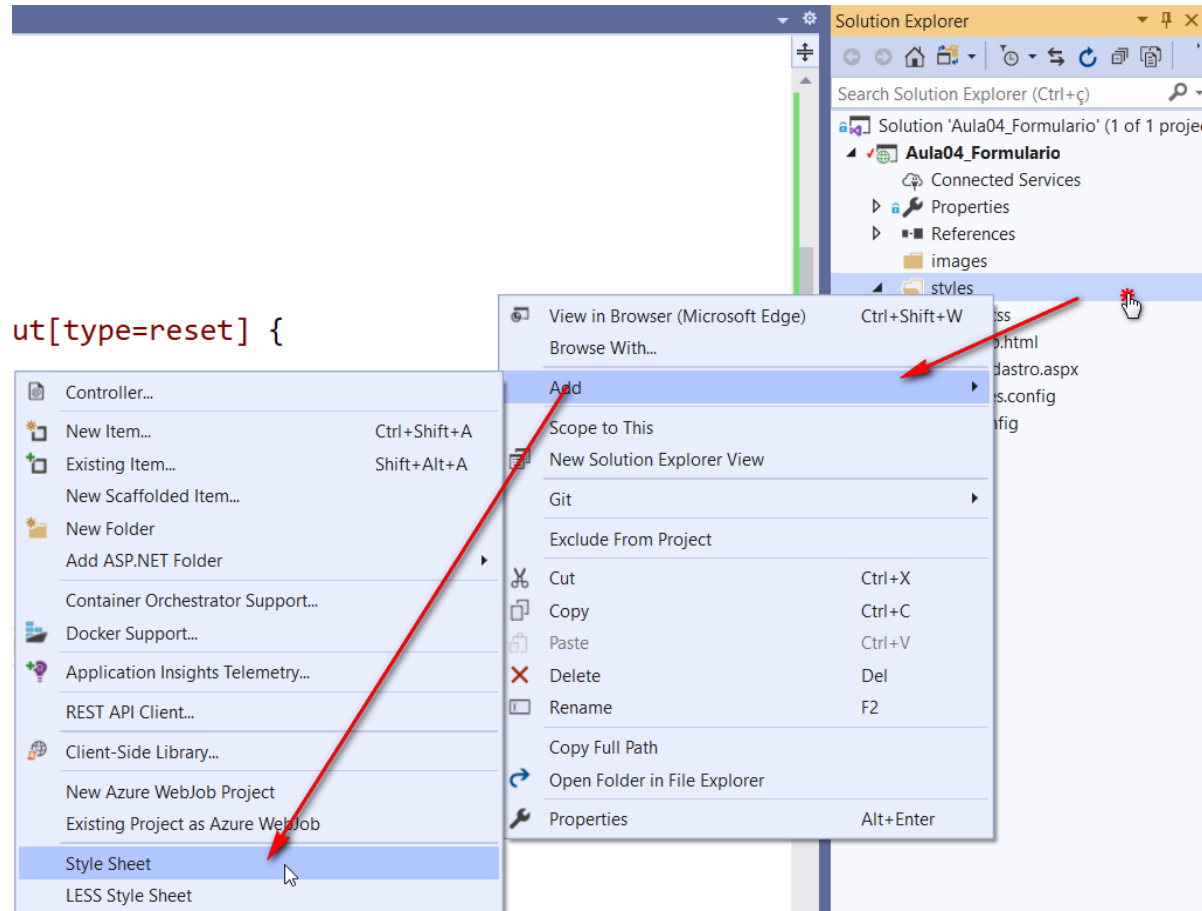 Solution Explorer
Search Solution Explorer (Ctrl+ç)
Solution 'Aula04_Formulario' (1 of 1
Aula04_Formulario
Connected Services
Properties
References
images
styles
ut[type=reset] {
View in Browser (Microsoft Edge) Ctrl+Shift+W
Browse With...
Add
Scope to This
New Solution Explorer View
Git
Exclude From Project
Cut Ctrl+X
Copy Ctrl+C
Paste Ctrl+V
Delete Del
Rename F2
Copy Full Path
Open Folder in File Explorer
Properties Alt+Enter
.html
dastro.aspx
s.config
Controller...
New Item... Ctrl+Shift+A
Existing Item... Shift+Alt+A
New Scaffolded Item...
New Folder
Add ASP.NET Folder
Container Orchestrator Support...
Docker Support...
Application Insights Telemetry...
REST API Client...
Client-Side Library...
New Azure WebJob Project
Existing Project as Azure WebJob
Style Sheet
LESS Style Sheet